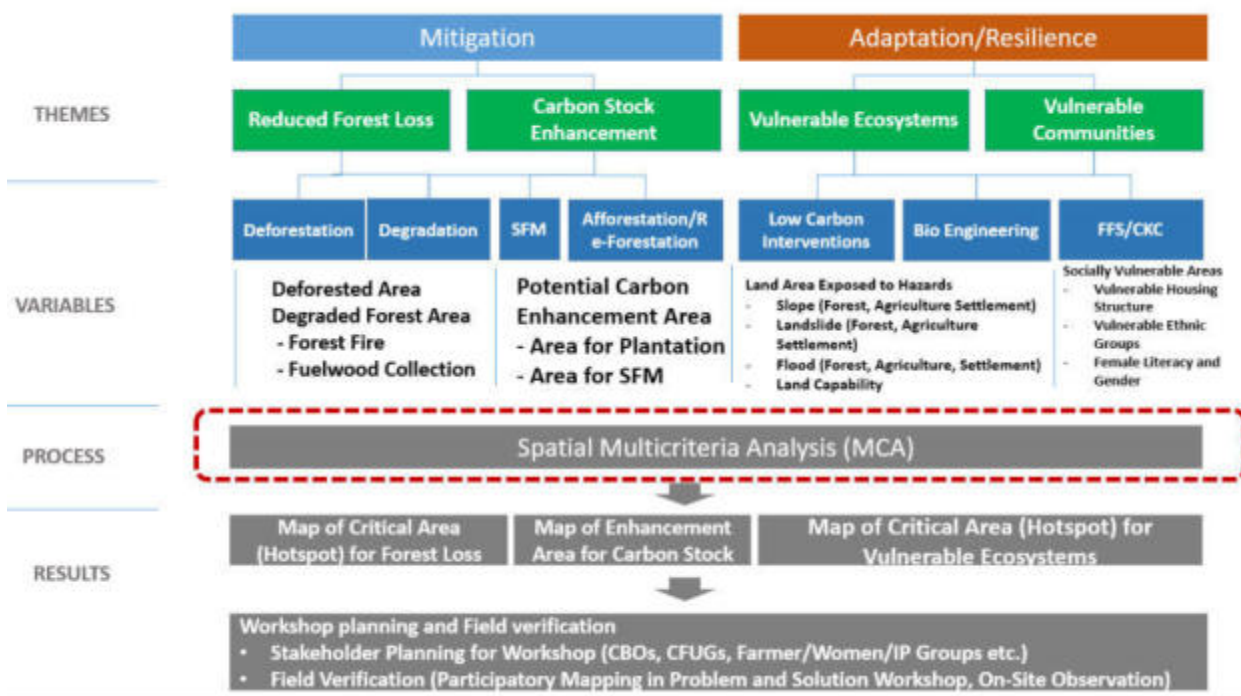 Mitigation
Adaptation/Resilience
THEMES
Reduced Forest Loss
Carbon Stock
Enhancement
Vulnerable Ecosystems
Vulnerable
Communities
VARIABLES
Deforestation
Degradation
SFM
Afforestation/R
e-Forestation
Low Carbon
Interventions
Bio Engineering
FFS/CKC
Deforested Area
Degraded Forest Area
- Forest Fire
- Fuelwood Collection
Potential Carbon
Enhancement Area
- Area for Plantation
- Area for SFM
Land Area Exposed to Hazards
- Slope (Forest, Agriculture Settlement)
- Landslide (Forest, Agriculture
Settlement)
- Flood (Forest, Agriculture, Settlement)
- Land Capability
Socially Vulnerable Areas
- Vulnerable Housing
Structure
- Vulnerable Ethnic
Groups
- Female Literacy and
Gender
PROCESS
Spatial Multicriteria Analysis (MCA)
RESULTS
Map of Critical Area
(Hotspot) for Forest Loss
Map of Enhancement
Area for Carbon Stock
Map of Critical Area (Hotspot) for
Vulnerable Ecosystems
Workshop planning and Field verification
• Stakeholder Planning for Workshop (CBOs, CFUGs, Farmer/Women/IP Groups etc.)
• Field Verification (Participatory Mapping in Problem and Solution Workshop, On-Site Observation)